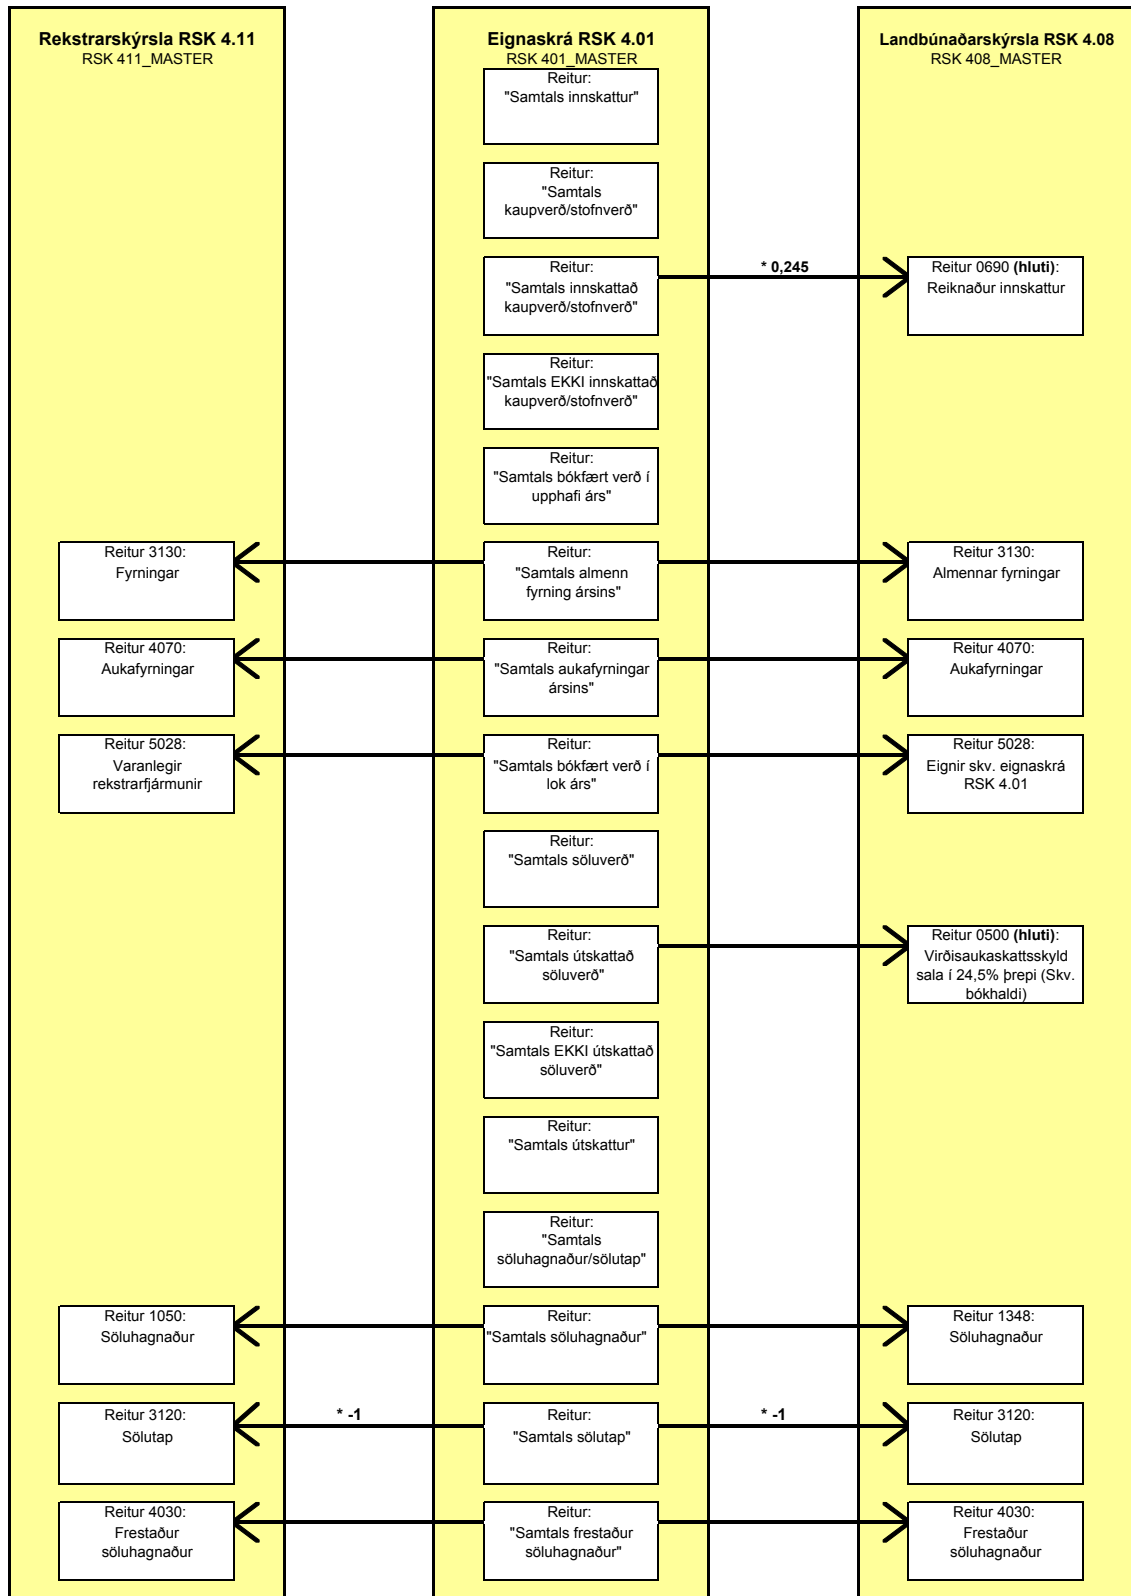 Rekstrarskýrsla RSK 4.11
RSK 411_MASTER
Eignaskrá RSK 4.01
RSK 401_MASTER
Landbúnaðarskýrsla RSK 4.08
RSK 408_MASTER
Reitur:
"Samtals innskattur"
Reitur:
"Samtals
kaupverð/stofnverð"
Reitur:
"Samtals innskattað
kaupverð/stofnverð"
* 0,245
Reitur 0690 (hluti):
Reiknaður innskattur
Reitur:
"Samtals EKKI innskattað
kaupverð/stofnverð"
Reitur:
"Samtals bókfært verð í
upphafi árs"
Reitur 3130:
Fyrningar
Reitur:
"Samtals almenn
fyrning ársins"
Reitur 3130:
Almennar fyrningar
Reitur 4070:
Aukafyrningar
Reitur:
"Samtals aukafyrningar
ársins"
Reitur 4070:
Aukafyrningar
Reitur 5028:
Varanlegir
rekstrarfjármunir
Reitur:
"Samtals bókfært verð í
lok árs"
Reitur 5028:
Eignir skv. eignaskrá
RSK 4.01
Reitur:
"Samtals söluverð"
Reitur:
"Samtals útskattað
söluverð"
Reitur 0500 (hluti):
Virðisaukaskattsskyld
sala í 24,5% þrepi (Skv.
bókhaldi)
Reitur:
"Samtals EKKI útskattað
söluverð"
Reitur:
"Samtals útskattur"
Reitur:
"Samtals
söluhagnaður/sölutap"
Reitur 1050:
Söluhagnaður
Reitur:
"Samtals söluhagnaður"
Reitur 1348:
Söluhagnaður
Reitur 3120:
Sölutap
* -1
Reitur:
"Samtals sölutap"
* -1
Reitur 3120:
Sölutap
Reitur 4030:
Frestaður
söluhagnaður
Reitur:
"Samtals frestaður
söluhagnaður"
Reitur 4030:
Frestaður
söluhagnaður